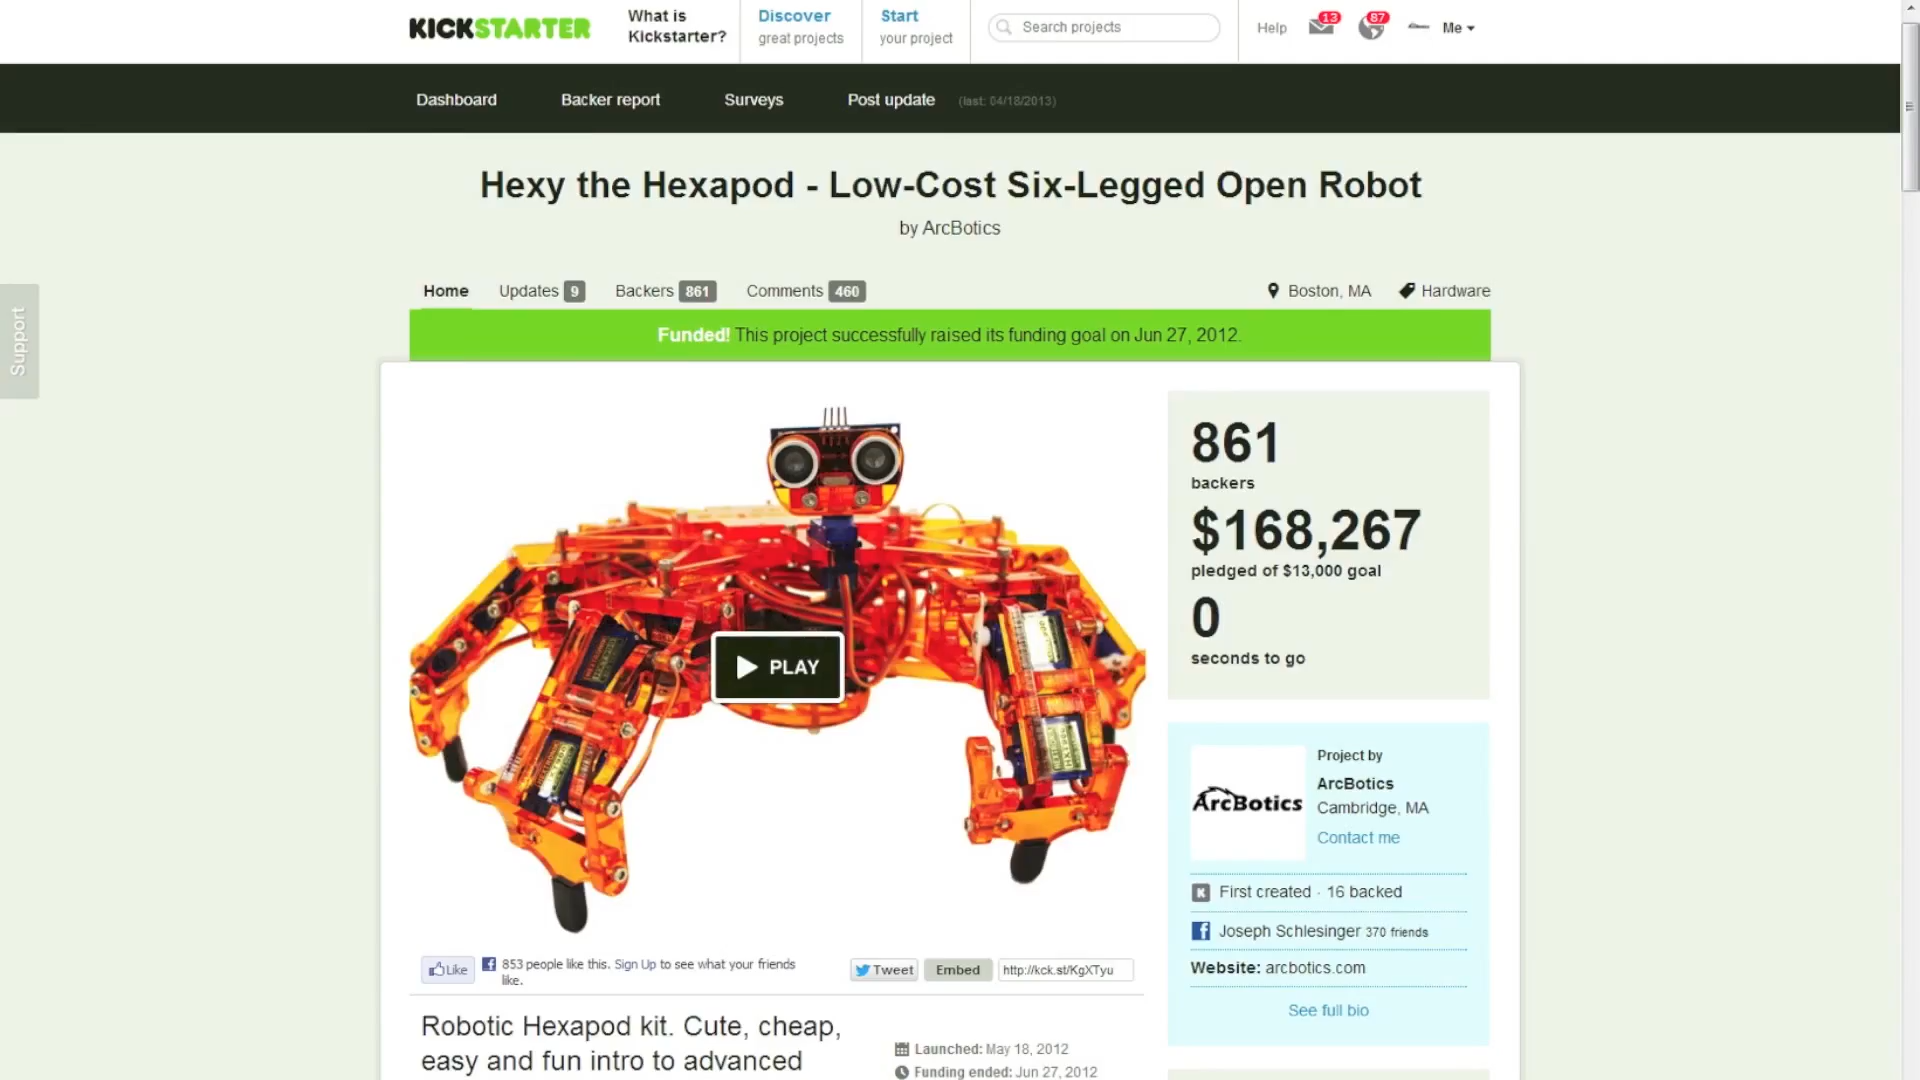 KICKSTARTER
What is
Kickstarter?
Discover
great projects
Start
your project
Search projects
Help
13
87
Me
Dashboard
Backer report
Surveys
Post update
(last: 04/18/2013)
Hexy the Hexapod - Low-Cost Six-Legged Open Robot
by ArcBotics
Support
Home
Updates 9
Backers 861
Comments 460
Boston, MA
Hardware
Funded! This project successfully raised its funding goal on Jun 27, 2012.
PLAY
861
backers
$168,267
pledged of $13,000 goal
0
seconds to go
ArcBotics
Project by
ArcBotics
Cambridge, MA
Contact me
K First created · 16 backed
f Joseph Schlesinger 370 friends
Website: arcbotics.com
See full bio
Like
853 people like this. Sign Up to see what your friends
like.
Tweet
Embed
http://kck.st/KgXTyu
Robotic Hexapod kit. Cute, cheap,
easy and fun intro to advanced
Launched: May 18, 2012
Funding ended: Jun 27, 2012